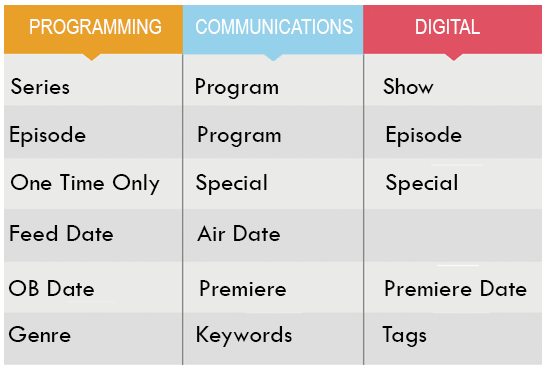 PROGRAMMING COMMUNICATIONS DIGITAL
Series Program Show
Episode Program Episode
One Time Only Special Special
Feed Date Air Date
OB Date Premiere Premiere Date
Genre Keywords Tags